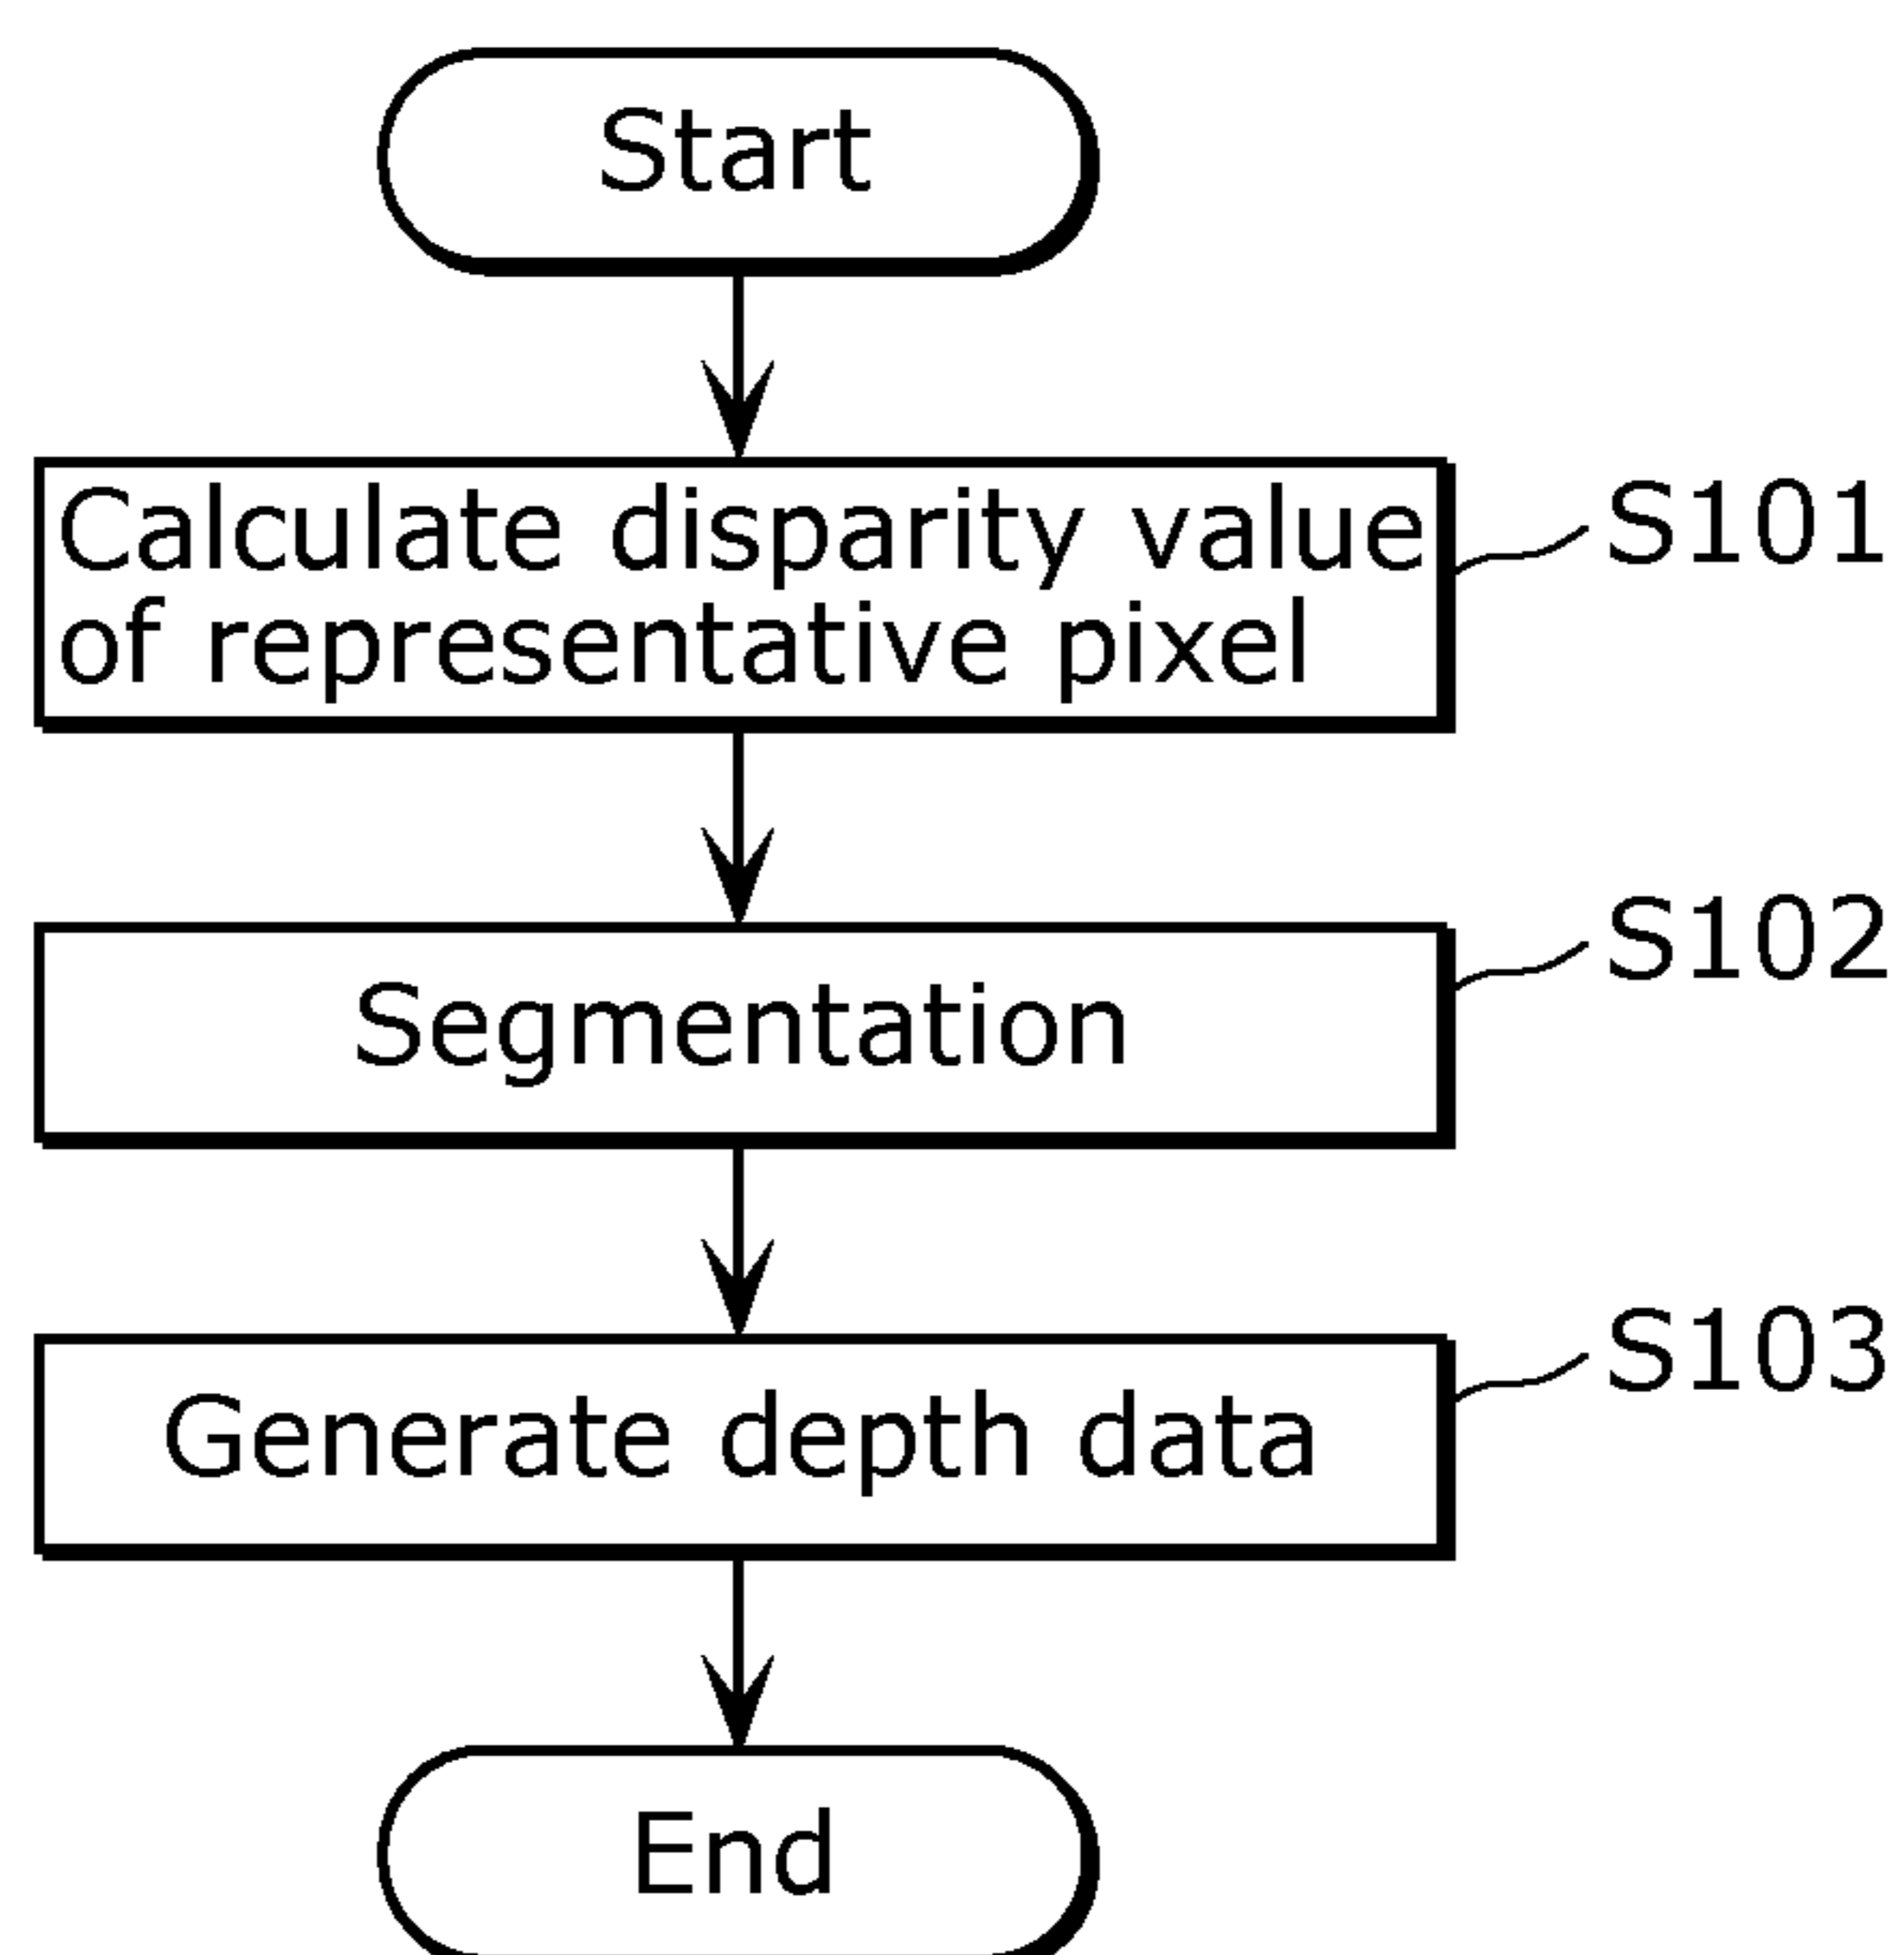 Start
Calculate disparity value
of representative pixel
S101
Segmentation
S102
Generate depth data
S103
End